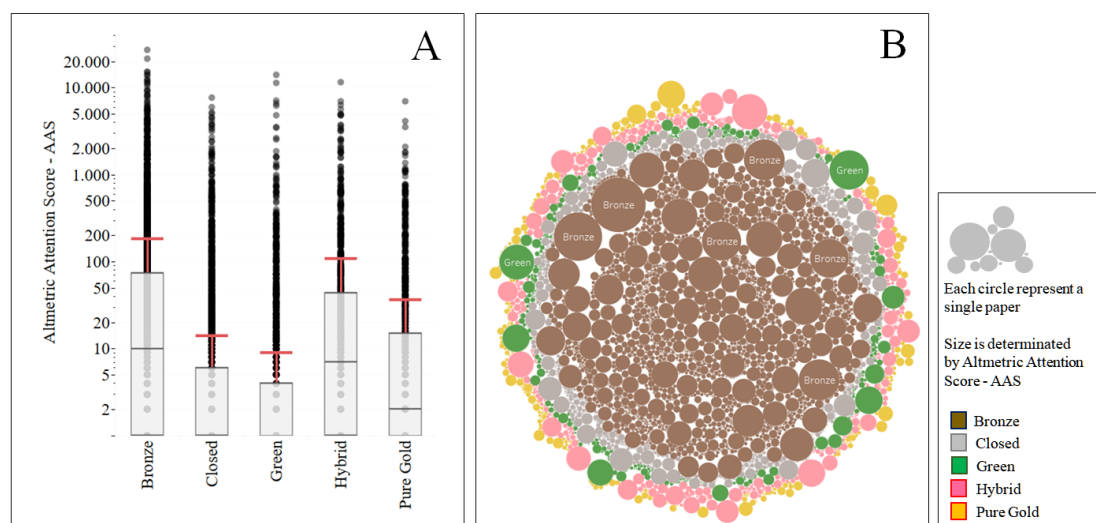 A
Altmetric Attention Score - AAS
20.000
10.000
5.000
2.000
1.000
500
200
100
50
20
10
5
2
Bronze
Closed
Green
Hybrid
Pure Gold
B
Bronze
Green
Bronze
Bronze
Bronze
Bronze
Green
Bronze
Each circle represent a
single paper
Size is determinated
by Altmetric Attention
Score - AAS
Bronze
Closed
Green
Hybrid
Pure Gold